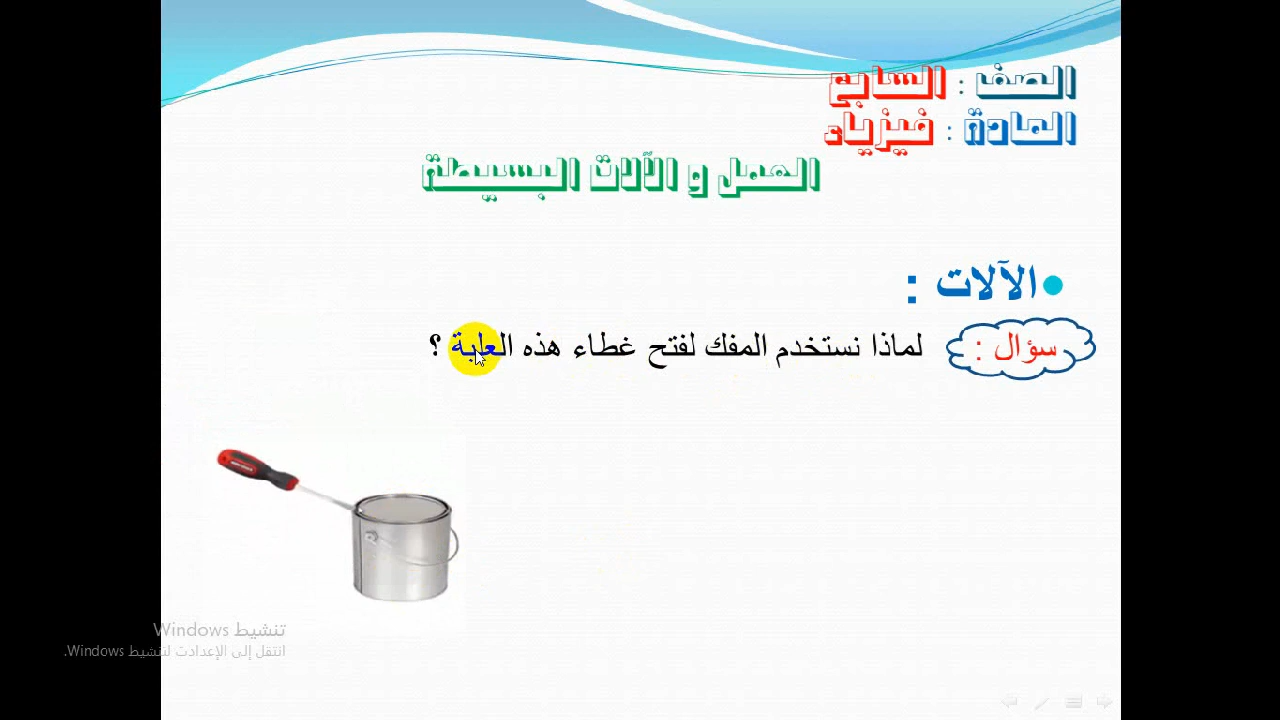 الصف : السابع
المادة : فيزياء
العمل و الآلات البسيطة
الآلات :
سؤال : لماذا نستخدم المفك لفتح غطاء هذه العلبة ؟
تنشيط Windows
انتقل إلى الإعدادت لتنشيط Windows.